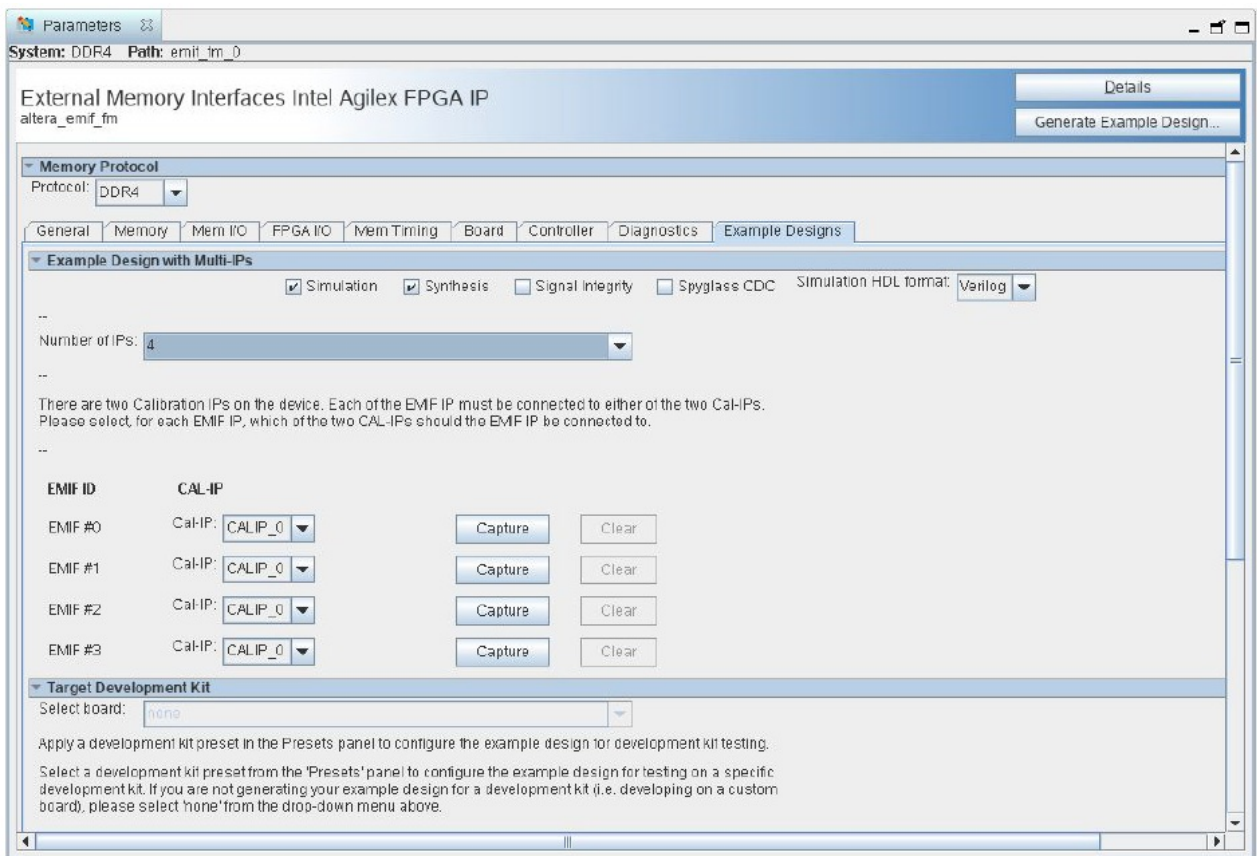 Parameters
System: DDR4 Path: emif_fm_0
External Memory Interfaces Intel Agilex FPGA IP
altera_emif_fm
Details
Generate Example Design...
Memory Protocol
Protocol: DDR4
General Memory Mem I/O FPGA I/O Mem Timing Board Controller Diagnostics Example Designs
Example Design with Multi-IPs
Simulation Synthesis Signal Integrity Spyglass CDC Simulation HDL format: Verilog
--
Number of IPs: 4
--
There are two Calibration IPs on the device. Each of the EMIF IP must be connected to either of the two Cal-IPs.
Please select, for each EMIF IP, which of the two CAL-IPs should the EMIF IP be connected to.
--
EMIF ID CAL-IP
EMIF #0 Cal-IP: CALIP_0 Capture Clear
EMIF #1 Cal-IP: CALIP_0 Capture Clear
EMIF #2 Cal-IP: CALIP_0 Capture Clear
EMIF #3 Cal-IP: CALIP_0 Capture Clear
Target Development Kit
Select board: none
Apply a development kit preset in the Presets panel to configure the example design for development kit testing.
Select a development kit preset from the 'Presets' panel to configure the example design for testing on a specific
development kit. If you are not generating your example design for a development kit (i.e. developing on a custom
board), please select 'none' from the drop-down menu above.